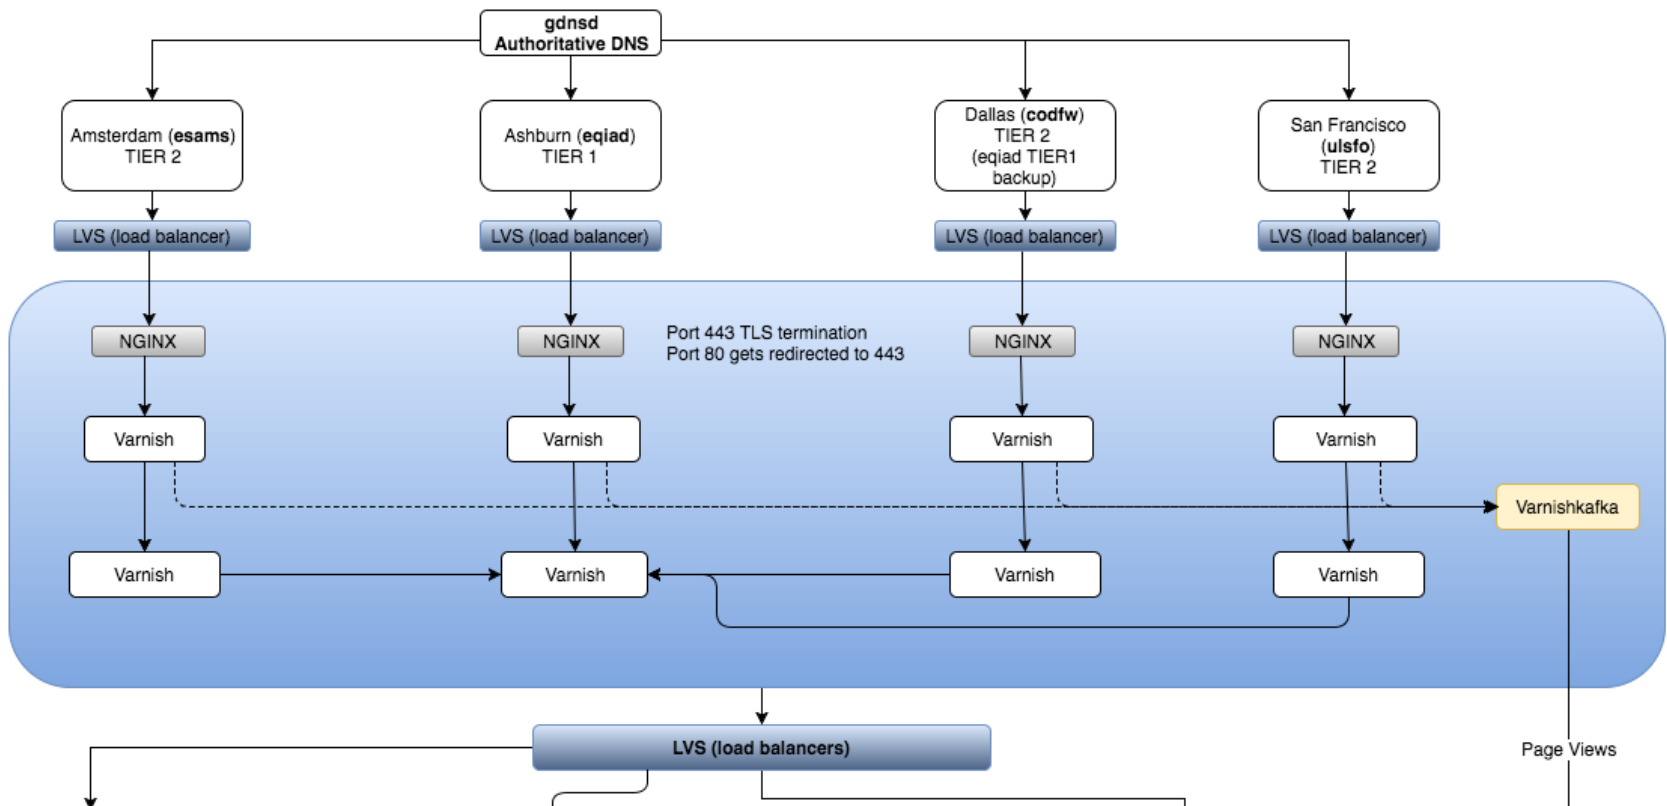 gdnsd
Authoritative DNS
Amsterdam (esams)
TIER 2
Ashburn (eqiad)
TIER 1
Dallas (codfw)
TIER 2
(eqiad TIER1
backup)
San Francisco
(ulsfo)
TIER 2
LVS (load balancer)
LVS (load balancer)
LVS (load balancer)
LVS (load balancer)
NGINX
NGINX
Port 443 TLS termination
Port 80 gets redirected to 443
NGINX
NGINX
Varnish
Varnish
Varnish
Varnish
Varnishkafka
Varnish
Varnish
Varnish
Varnish
LVS (load balancers)
Page Views